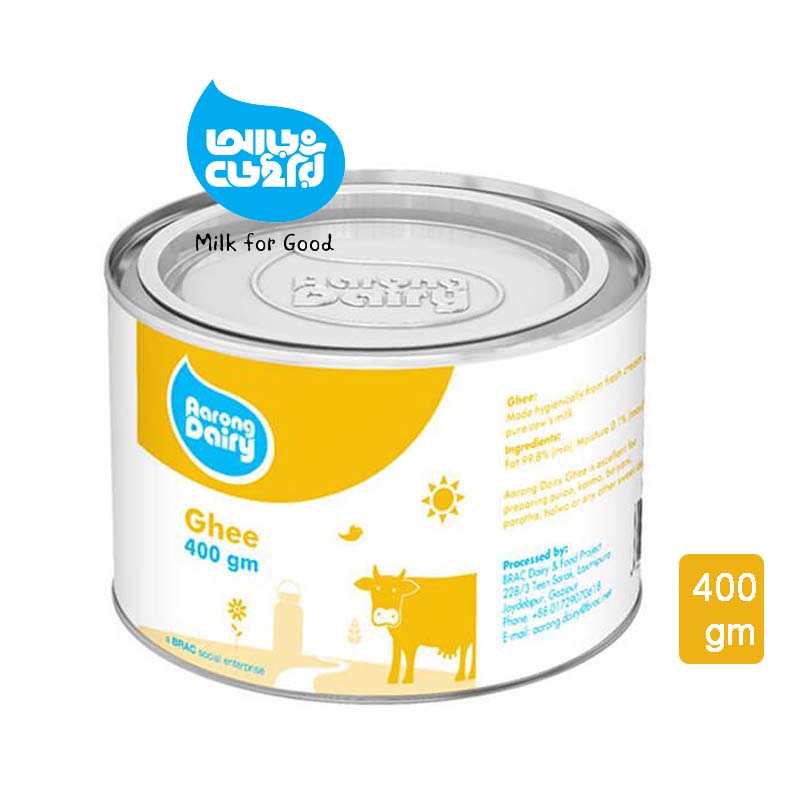 আড়ং
ডেইরি
Milk for Good
Aarong
Dairy
Aarong
Dairy
Ghee
400 gm
a BRAC social enterprise
Ghee:
Made hygienically from fresh cream
pure cow's milk
Ingredients:
Fat 99.8% (min), Moisture 0.1%
Aarong Dairy Ghee is excellent for
preparing pulao, korma, biriyani,
paratha, halwa or any other sweet
Processed by:
BRAC Dairy & Food Project
22B/3 Teen Sarak, Laxmipura
Joydebpur, Gazipur
Phone: +88 01729070618
E-mail: aarong.dairy@brac.net
400
gm